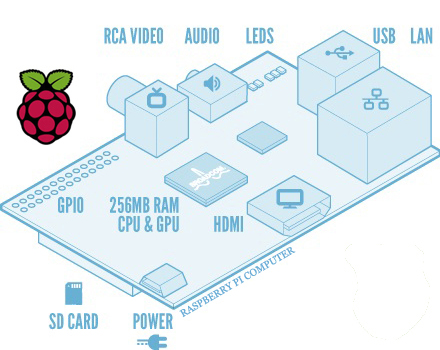 RCA VIDEO AUDIO LEDS USB LAN
GPIO 256MB RAM
CPU & GPU HDMI
RASPBERRY PI COMPUTER
SD CARD POWER